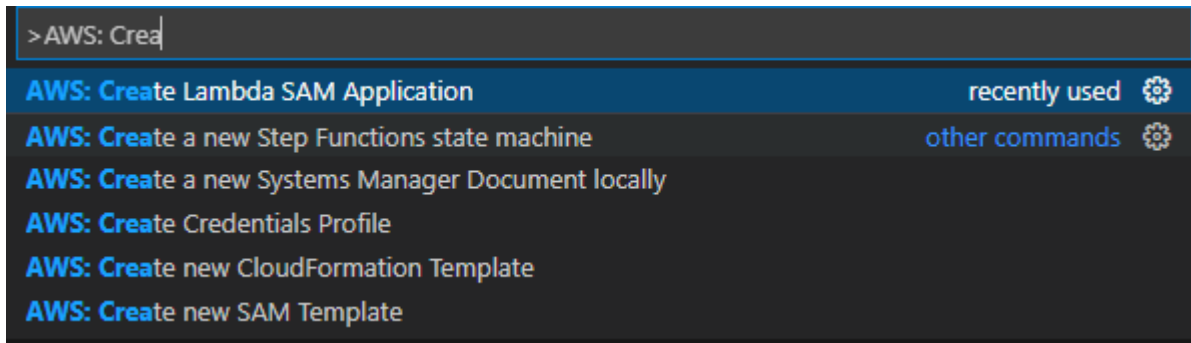 >AWS: Crea
AWS: Create Lambda SAM Application recently used
AWS: Create a new Step Functions state machine other commands
AWS: Create a new Systems Manager Document locally
AWS: Create Credentials Profile
AWS: Create new CloudFormation Template
AWS: Create new SAM Template